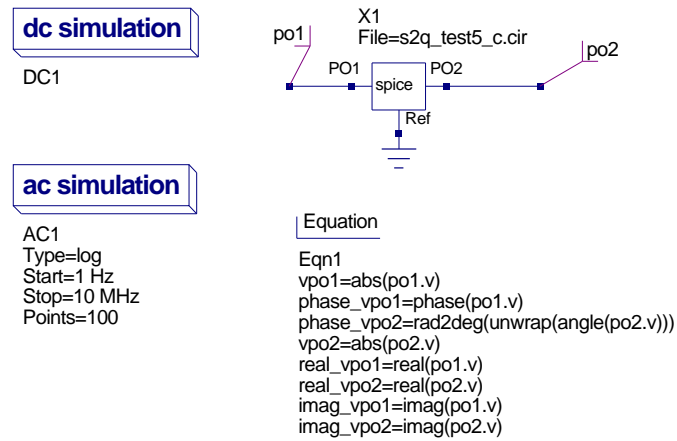 dc simulation
DC1
X1
File=s2q_test5_c.cir
po1
po2
PO1
PO2
spice
Ref
ac simulation
AC1
Type=log
Start=1 Hz
Stop=10 MHz
Points=100
Equation
Eqn1
vpo1=abs(po1.v)
phase_vpo1=phase(po1.v)
phase_vpo2=rad2deg(unwrap(angle(po2.v)))
vpo2=abs(po2.v)
real_vpo1=real(po1.v)
real_vpo2=real(po2.v)
imag_vpo1=imag(po1.v)
imag_vpo2=imag(po2.v)